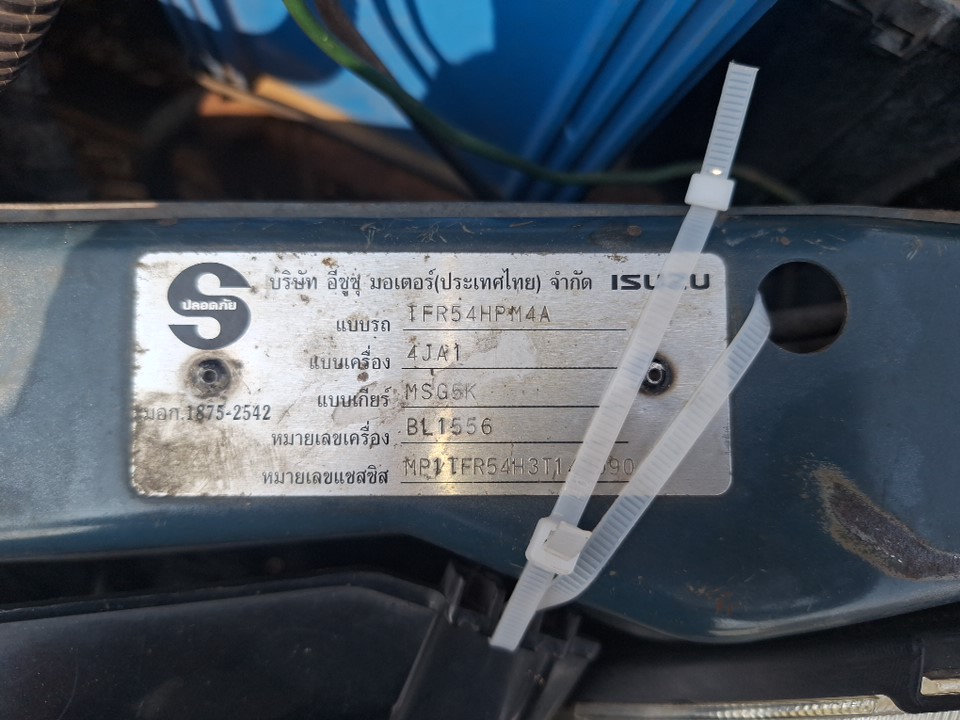 ปลอดภัย
บริษัท อีซูซุ มอเตอร์(ประเทศไทย) จำกัด ISUZU
แบบรถ TFR54HPM4A
แบบเครื่อง 4JA1
แบบเกียร์ MSG5K
มอก.1875-2542
หมายเลขเครื่อง BL1556
หมายเลขแชสซิส